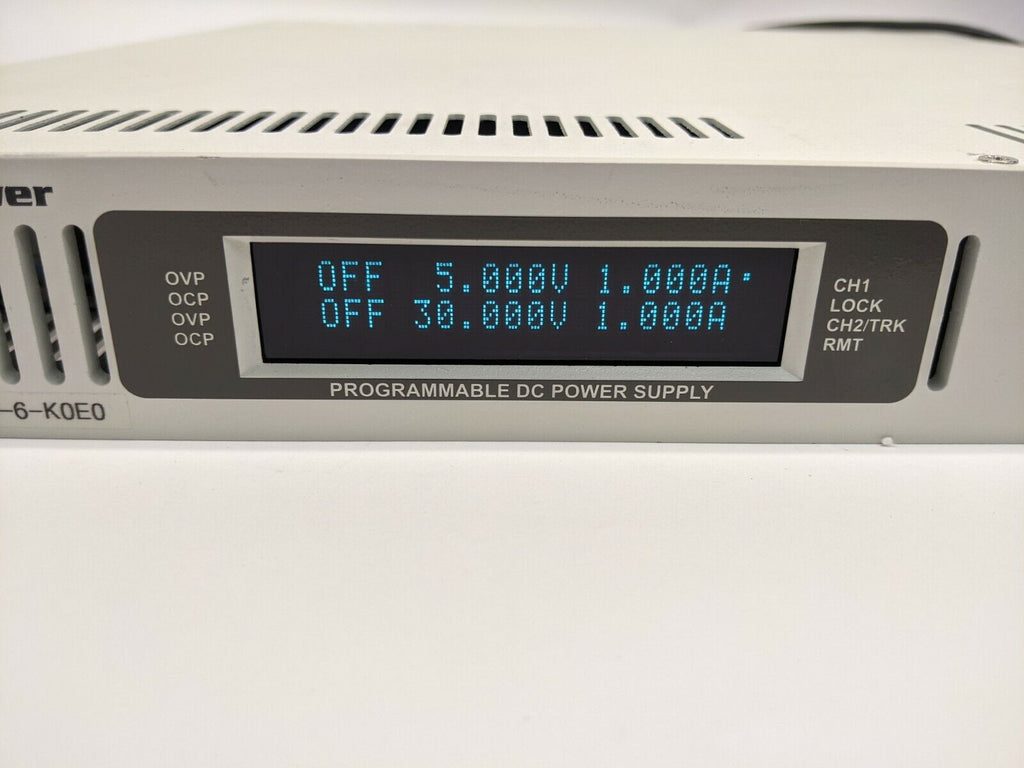 wer
OVP
OCP
OVP
OCP
OFF 5.000V 1.000A
OFF 30.000V 1.000A
CH1
LOCK
CH2/TRK
RMT
PROGRAMMABLE DC POWER SUPPLY
-6-K0E0